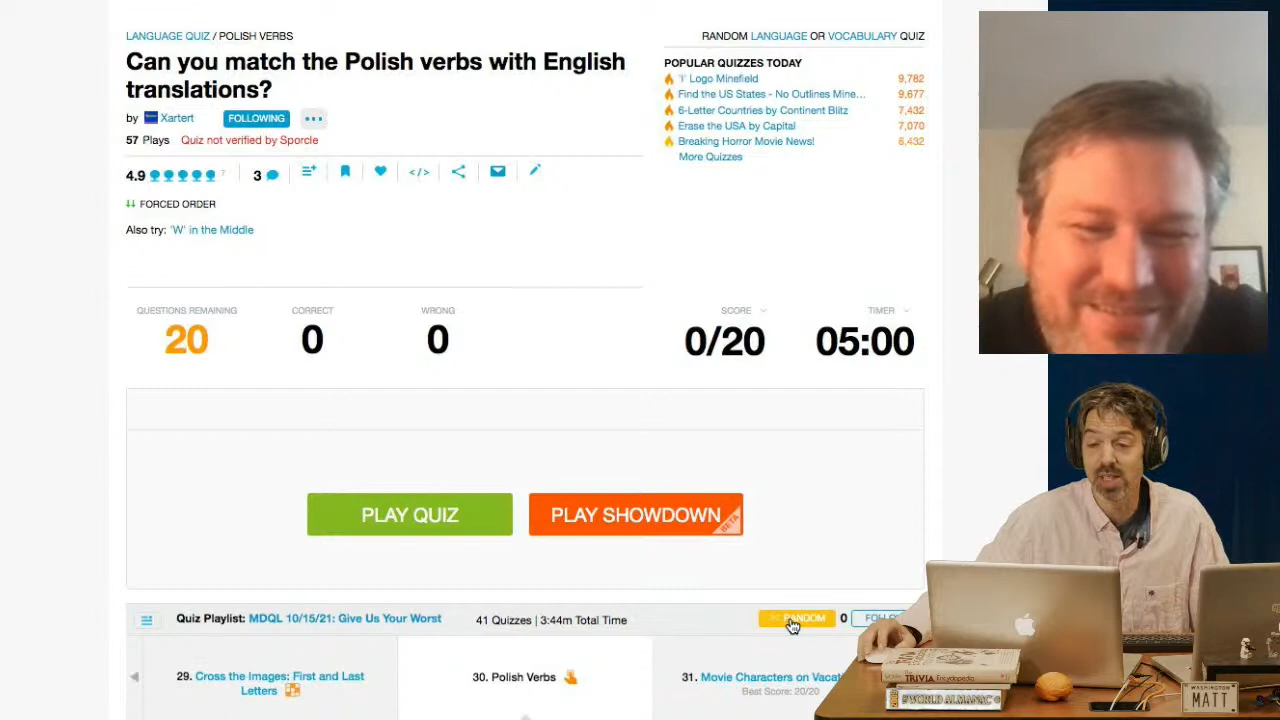 LANGUAGE QUIZ / POLISH VERBS
Can you match the Polish verbs with English
translations?
by Xartert FOLLOWING
57 Plays Quiz not verified by Sporcle
4.9 7 3 </>
FORCED ORDER
Also try: 'W' in the Middle
RANDOM LANGUAGE OR VOCABULARY QUIZ
POPULAR QUIZZES TODAY
Logo Minefield 9,782
Find the US States - No Outlines Mine... 9,677
6-Letter Countries by Continent Blitz 7,432
Erase the USA by Capital 7,070
Breaking Horror Movie News! 6,432
More Quizzes
QUESTIONS REMAINING CORRECT WRONG SCORE TIMER
20 0 0 0/20 05:00
PLAY QUIZ PLAY SHOWDOWN BETA
Quiz Playlist: MDQL 10/15/21: Give Us Your Worst 41 Quizzes | 3:44m Total Time RANDOM 0
29. Cross the Images: First and Last
Letters
30. Polish Verbs
31. Movie Characters on
Best Score: 20/20
TRIVIA Encyclopedia
WORLD ALMANAC
WASHINGTON
MATT